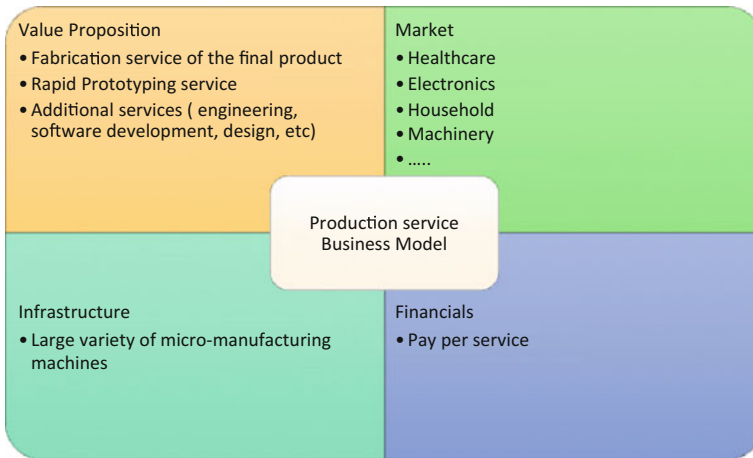 Value Proposition
• Fabrication service of the final product
• Rapid Prototyping service
• Additional services ( engineering,
software development, design, etc)
Market
• Healthcare
• Electronics
• Household
• Machinery
• …..
Production service
Business Model
Infrastructure
• Large variety of micro-manufacturing
machines
Financials
• Pay per service